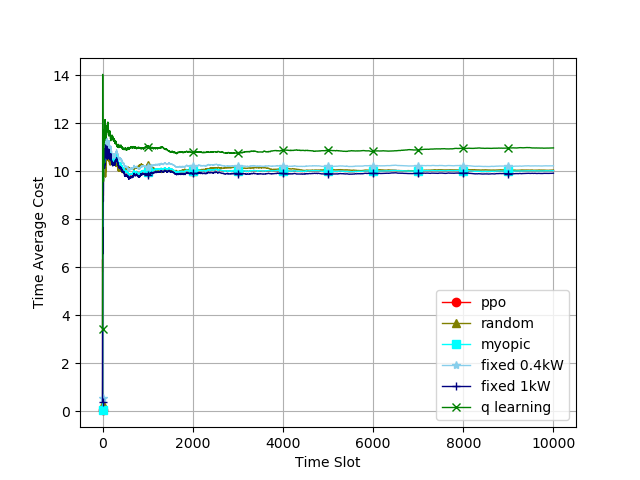 14
12
10
8
6
4
2
0
Time Average Cost
ppo
random
myopic
fixed 0.4kW
fixed 1kW
q learning
0 2000 4000 6000 8000 10000
Time Slot